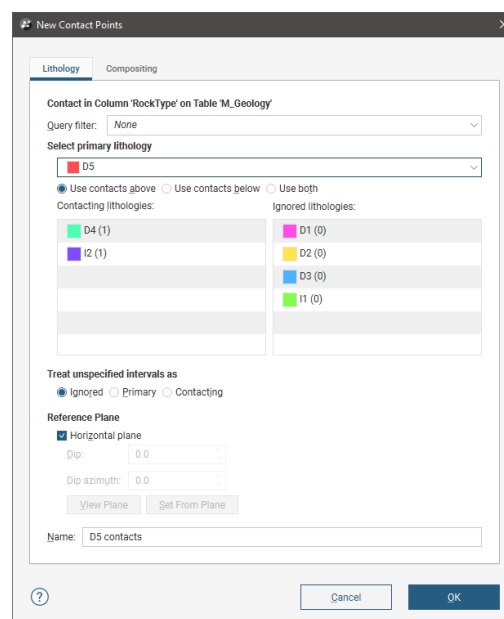 New Contact Points
Lithology Compositing
Contact in Column 'RockType' on Table 'M_Geology'
Query filter: None
Select primary lithology
D5
Use contacts above Use contacts below Use both
Contacting lithologies: Ignored lithologies:
D4 (1) D1 (0)
I2 (1) D2 (0)
D3 (0)
I1 (0)
Treat unspecified intervals as
Ignored Primary Contacting
Reference Plane
Horizontal plane
Dip: 0.0
Dip azimuth: 0.0
View Plane Set From Plane
Name: D5 contacts
? Cancel OK